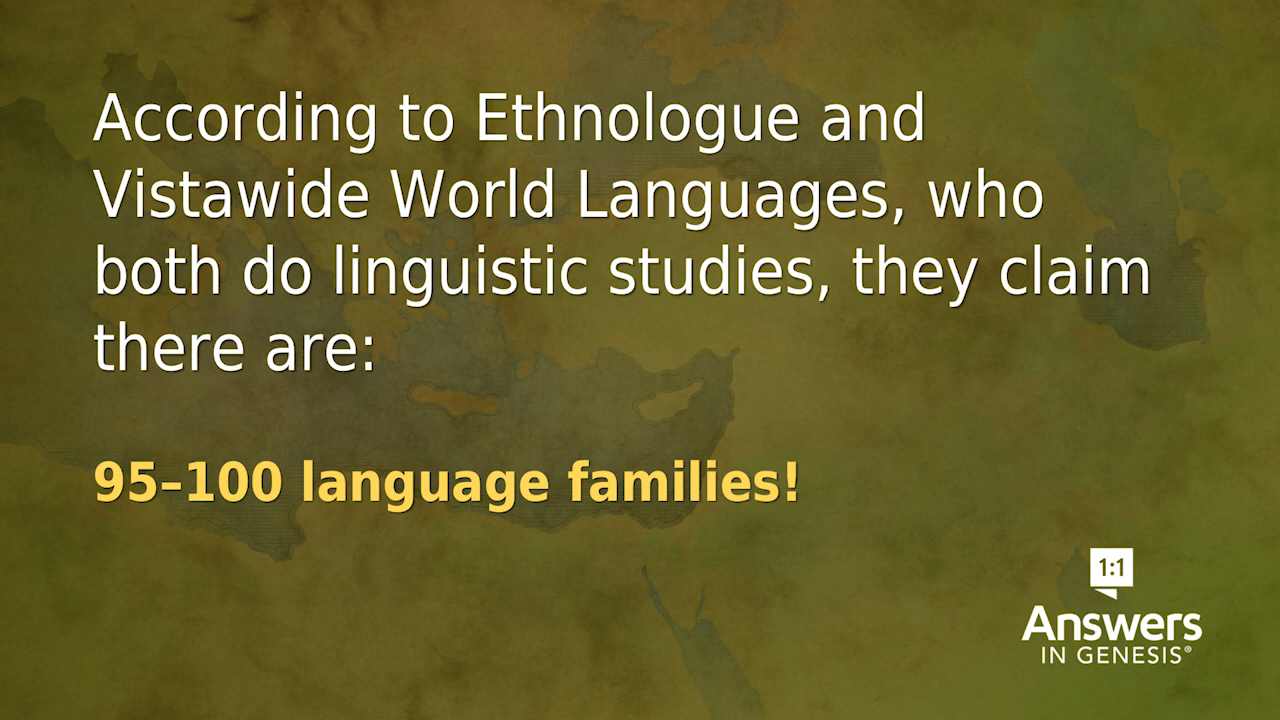 According to Ethnologue and
Vistawide World Languages, who
both do linguistic studies, they claim
there are:
95–100 language families!
1:1
Answers
IN GENESIS®